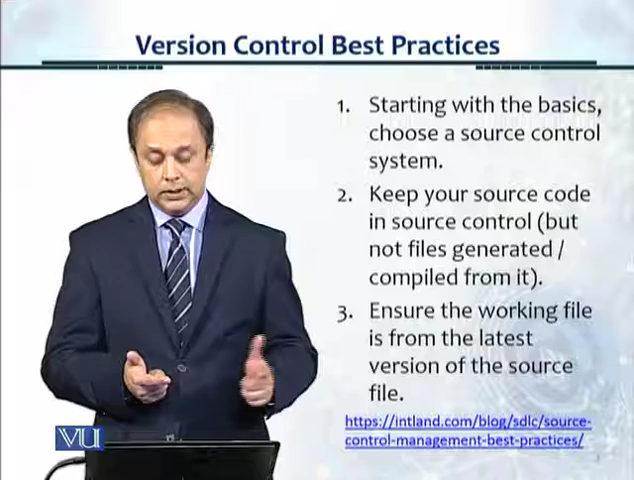 Version Control Best Practices
1. Starting with the basics,
choose a source control
system.
2. Keep your source code
in source control (but
not files generated /
compiled from it).
3. Ensure the working file
is from the latest
version of the source
file.
https://intland.com/blog/sdlc/source-
control-management-best-practices/
VU